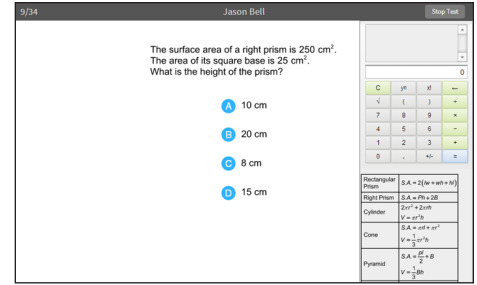 9/34
Jason Bell
Stop Test
The surface area of a right prism is 250 cm².
The area of its square base is 25 cm².
What is the height of the prism?
A 10 cm
B 20 cm
C 8 cm
D 15 cm
0
C yⁿ x! ←
√ ( ) ÷
7 8 9 ×
4 5 6 −
1 2 3 +
0 . +/- =
Rectangular Prism S.A. = 2(lw + wh + hl)
Right Prism S.A. = Ph + 2B
Cylinder 2πr² + 2πrh
V = πr²h
Cone S.A. = πrl + πr²
V = 1/3 πr²h
Pyramid S.A. = pl/2 + B
V = 1/3 Bh